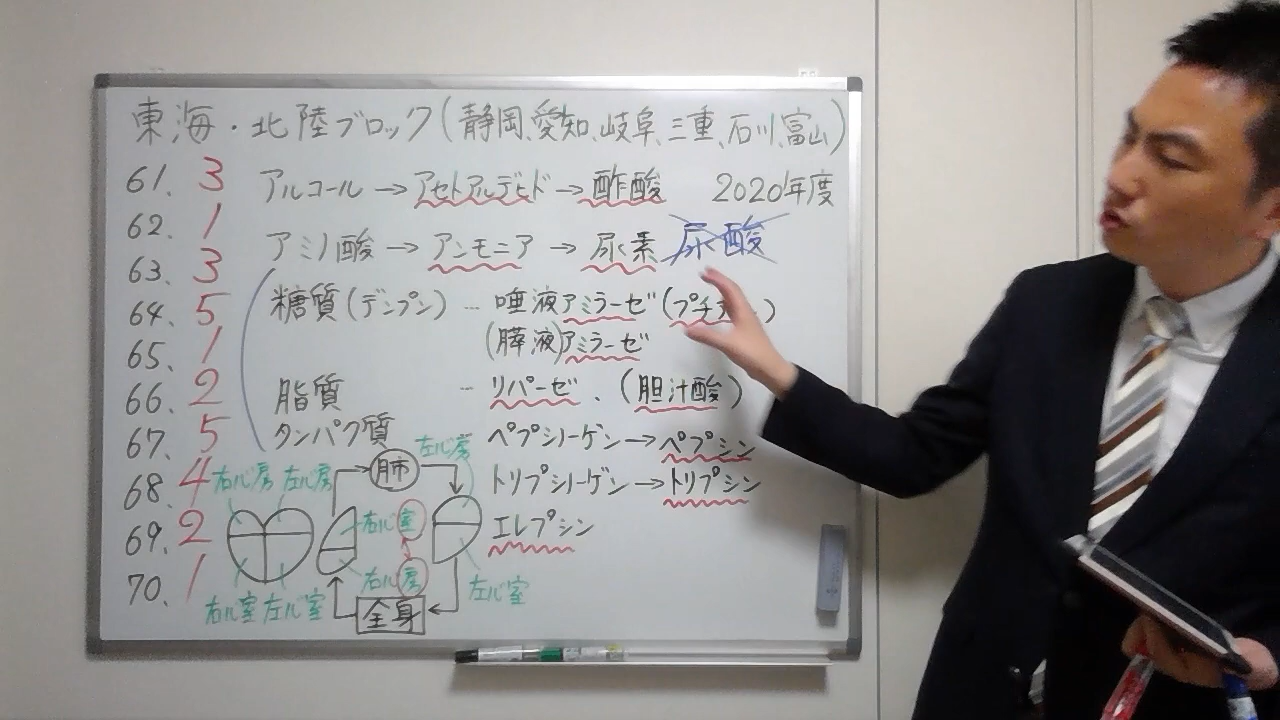 東海・北陸ブロック(静岡、愛知、岐阜、三重、石川、富山)
61. 3 アルコール→アセトアルデヒド→酢酸 2020年度
62. 1
アミノ酸→アンモニア→尿素 尿酸
63. 3
64. 5 糖質(デンプン)…唾液アミラーゼ(プチア
65. 1 (膵液)アミラーゼ
66. 2 脂質 …リパーゼ、(胆汁酸)
67. 5 タンパク質 ペプシノーゲン→ペプシン
68. 4 トリプシノーゲン→トリプシン
69. 2 エレプシン
70. 1
肺
左心房
右心房 左心房
右心室
右心房
右心室 左心室
左心室
全身